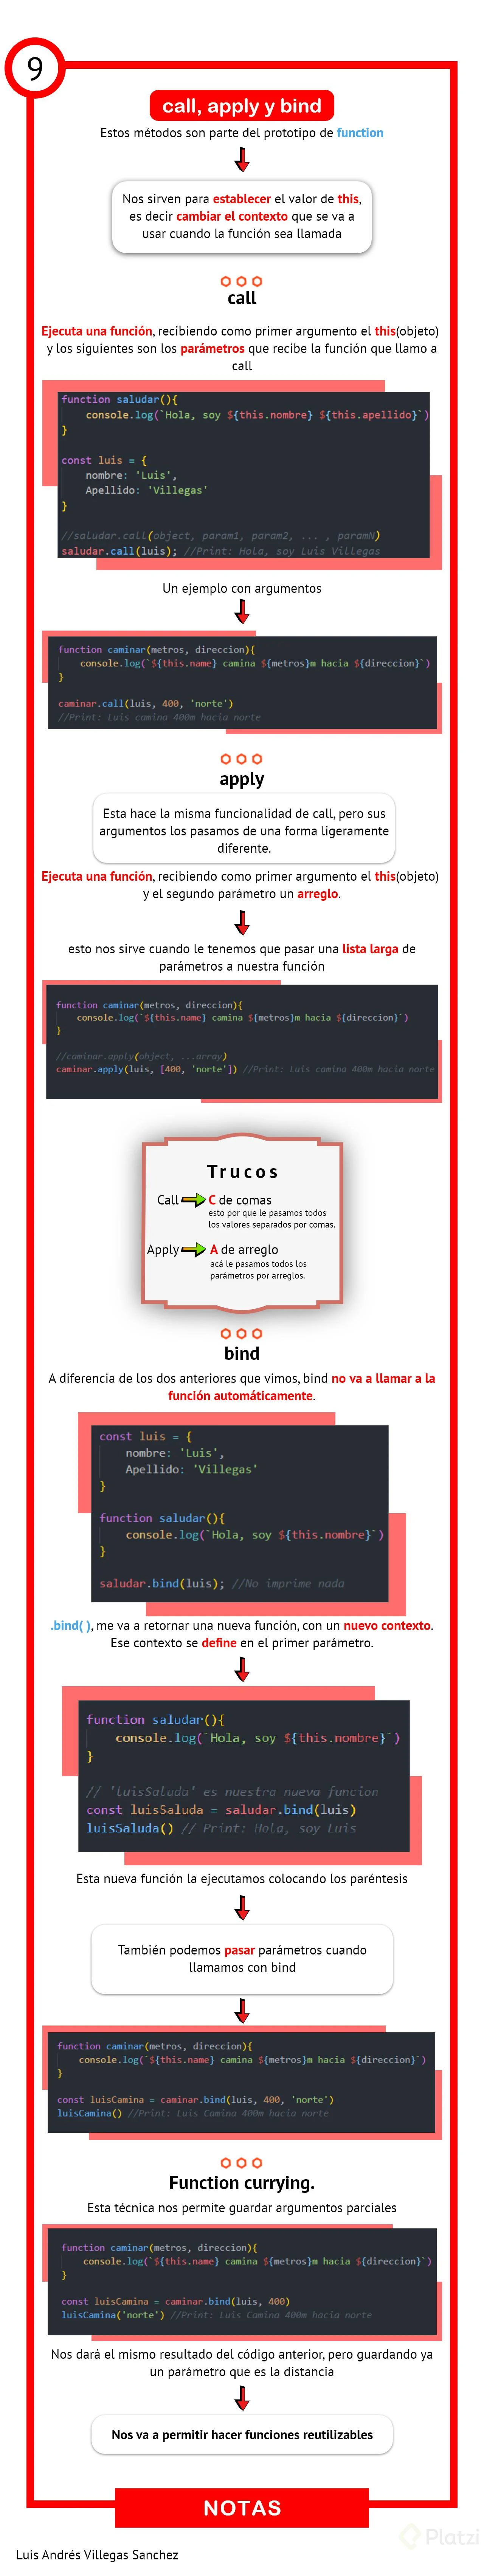 9
call, apply y bind
Estos métodos son parte del prototipo de function
Nos sirven para establecer el valor de this,
es decir cambiar el contexto que se va a
usar cuando la función sea llamada
call
Ejecuta una función, recibiendo como primer argumento el this(objeto)
y los siguientes son los parámetros que recibe la función que llamo a
call
function saludar(){
console.log(`Hola, soy ${this.nombre} ${this.apellido}`)
}
const luis = {
nombre: 'Luis',
Apellido: 'Villegas'
}
//saludar.call(object, param1, param2, ... , paramN)
saludar.call(luis); //Print: Hola, soy Luis Villegas
Un ejemplo con argumentos
function caminar(metros, direccion){
console.log(`${this.name} camina ${metros}m hacia ${direccion}`)
}
caminar.call(luis, 400, 'norte')
//Print: Luis camina 400m hacia norte
apply
Esta hace la misma funcionalidad de call, pero sus
argumentos los pasamos de una forma ligeramente
diferente.
Ejecuta una función, recibiendo como primer argumento el this(objeto)
y el segundo parámetro un arreglo.
esto nos sirve cuando le tenemos que pasar una lista larga de
parámetros a nuestra función
function caminar(metros, direccion){
console.log(`${this.name} camina ${metros}m hacia ${direccion}`)
}
//caminar.apply(object, ...array)
caminar.apply(luis, [400, 'norte']) //Print: Luis camina 400m hacia norte
Trucos
Call C de comas
esto por que le pasamos todos
los valores separados por comas.
Apply A de arreglo
acá le pasamos todos los
parámetros por arreglos.
bind
A diferencia de los dos anteriores que vimos, bind no va a llamar a la
función automáticamente.
const luis = {
nombre: 'Luis',
Apellido: 'Villegas'
}
function saludar(){
console.log(`Hola, soy ${this.nombre}`)
}
saludar.bind(luis); //No imprime nada
.bind( ), me va a retornar una nueva función, con un nuevo contexto.
Ese contexto se define en el primer parámetro.
function saludar(){
console.log(`Hola, soy ${this.nombre}`)
}
// 'luisSaluda' es nuestra nueva funcion
const luisSaluda = saludar.bind(luis)
luisSaluda() // Print: Hola, soy Luis
Esta nueva función la ejecutamos colocando los paréntesis
También podemos pasar parámetros cuando
llamamos con bind
function caminar(metros, direccion){
console.log(`${this.name} camina ${metros}m hacia ${direccion}`)
}
const luisCamina = caminar.bind(luis, 400, 'norte')
luisCamina() //Print: Luis Camina 400m hacia norte
Function currying.
Esta técnica nos permite guardar argumentos parciales
function caminar(metros, direccion){
console.log(`${this.name} camina ${metros}m hacia ${direccion}`)
}
const luisCamina = caminar.bind(luis, 400)
luisCamina('norte') //Print: Luis Camina 400m hacia norte
Nos dará el mismo resultado del código anterior, pero guardando ya
un parámetro que es la distancia
Nos va a permitir hacer funciones reutilizables
NOTAS
Platzi
Luis Andrés Villegas Sanchez